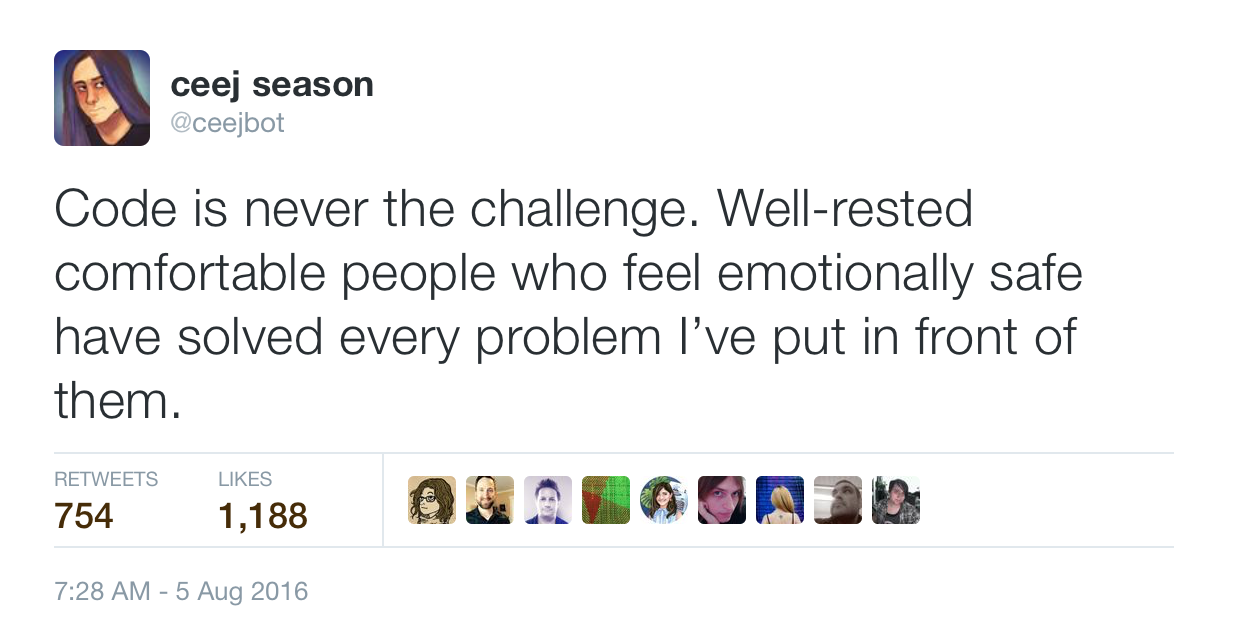 ceej season
@ceejbot
Code is never the challenge. Well-rested
comfortable people who feel emotionally safe
have solved every problem I’ve put in front of
them.
RETWEETS LIKES
754 1,188
7:28 AM - 5 Aug 2016